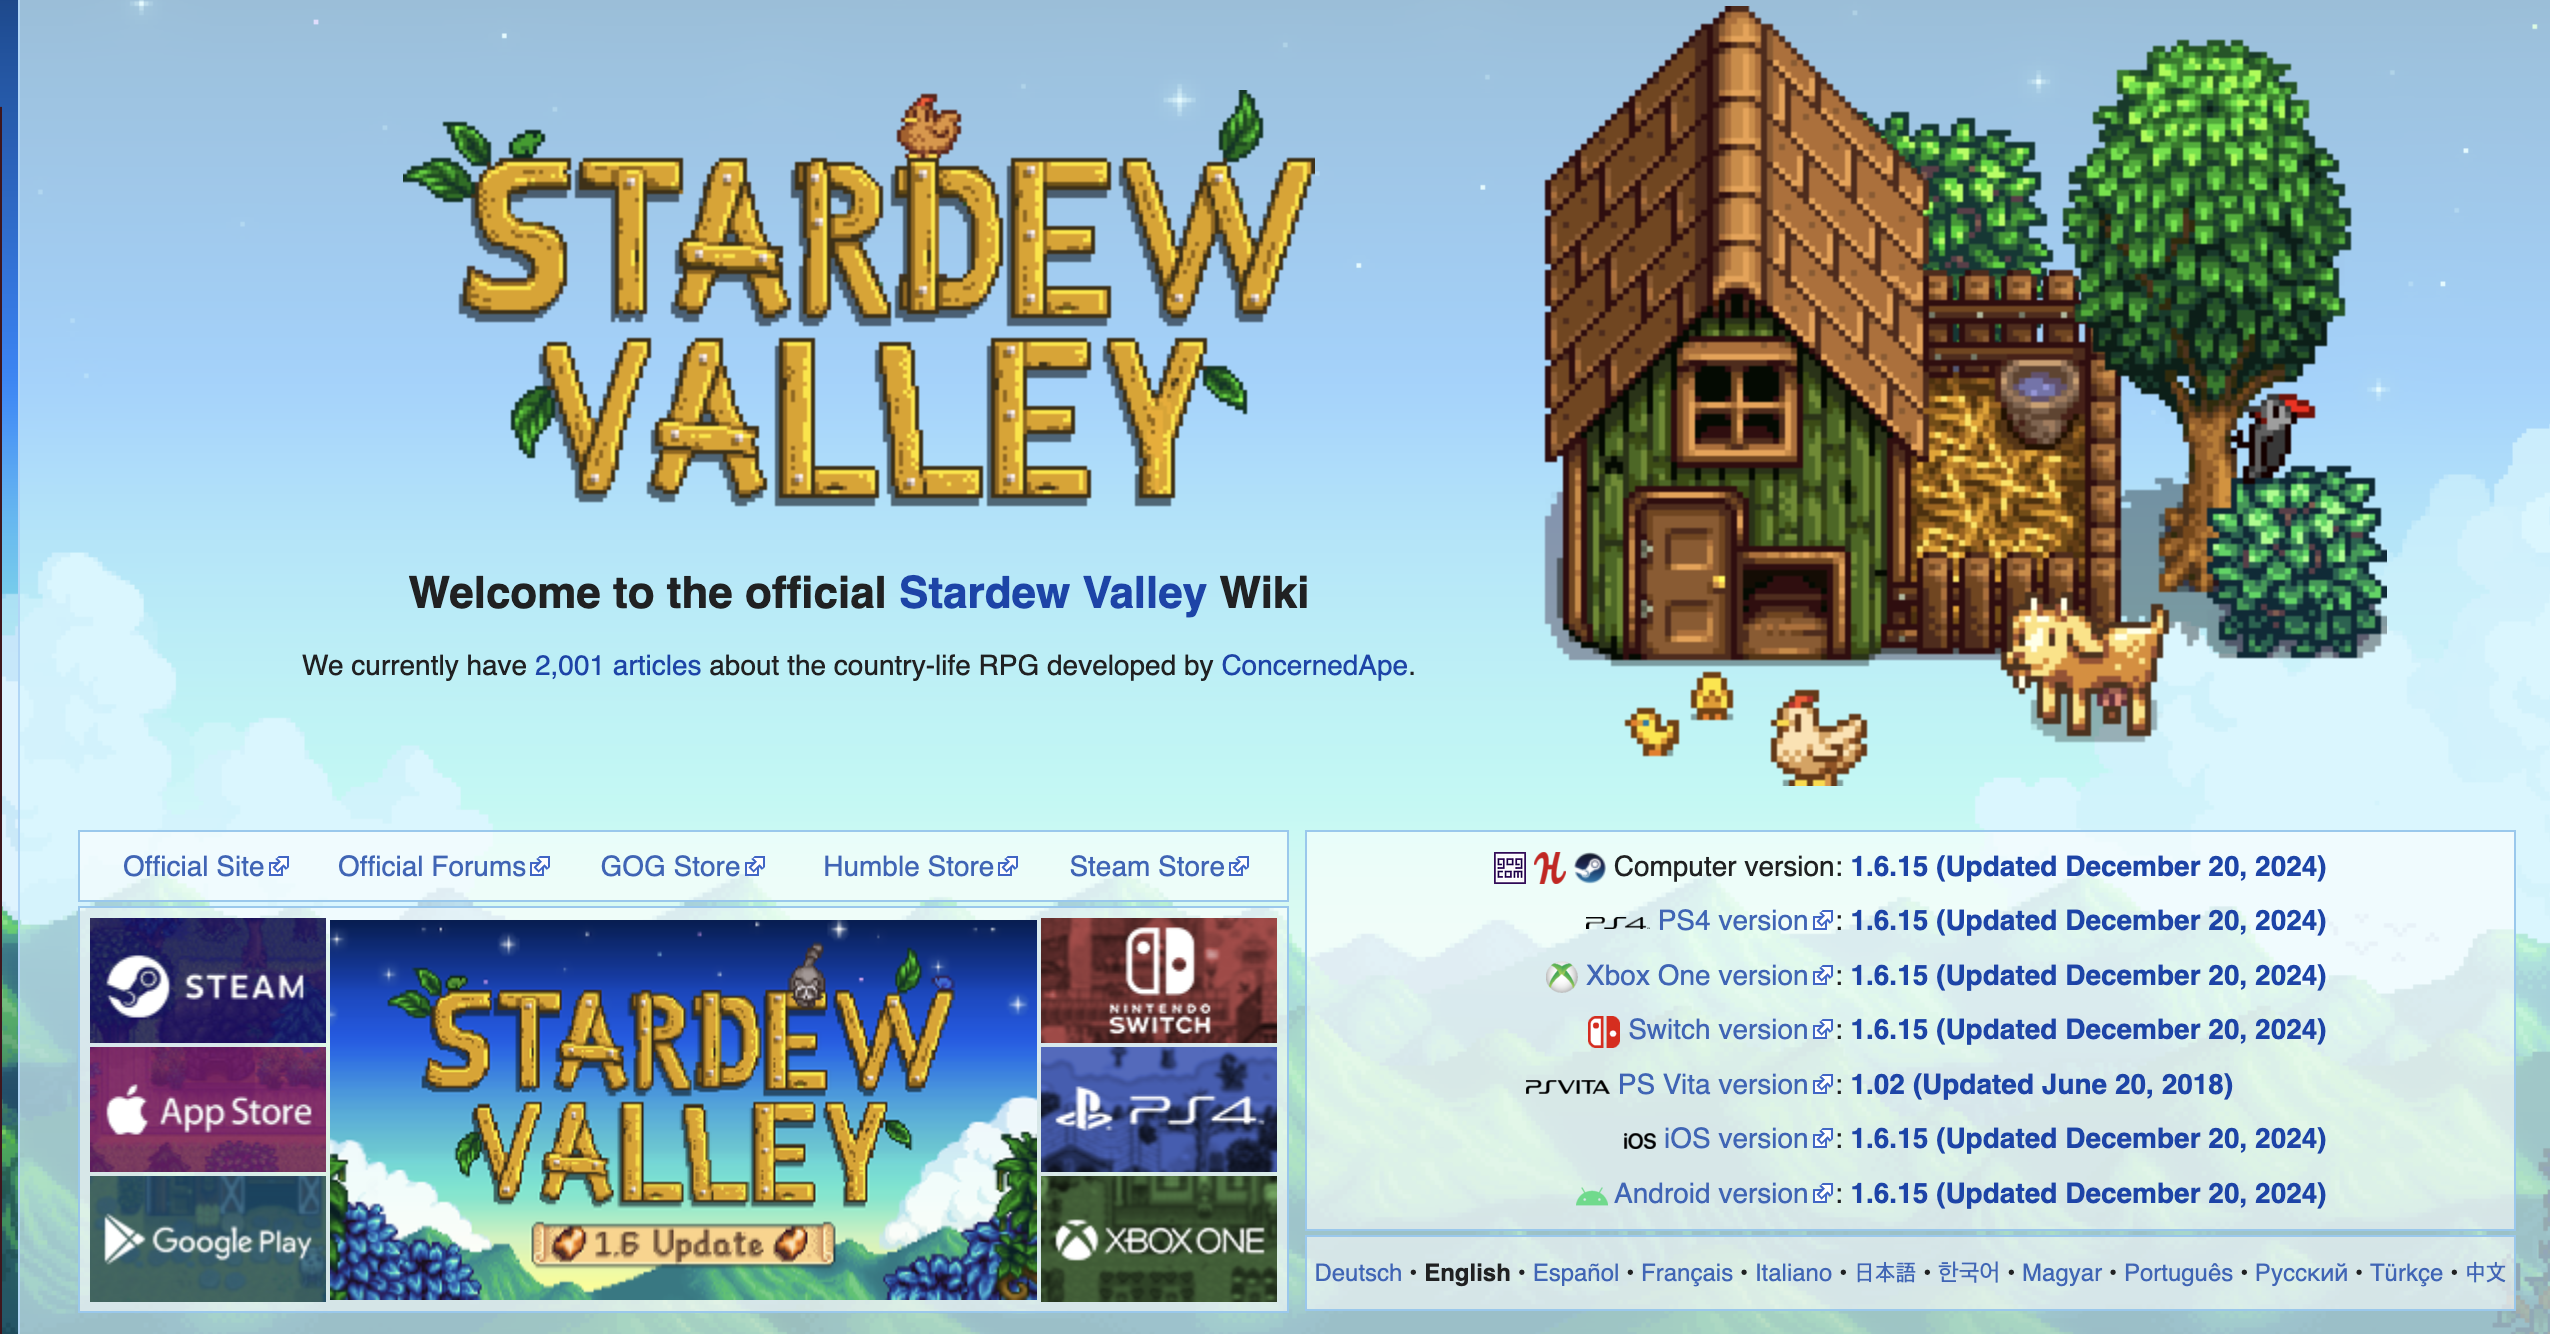 STARDEW
VALLEY
Welcome to the official Stardew Valley Wiki
We currently have 2,001 articles about the country-life RPG developed by ConcernedApe.
Official Site Official Forums GOG Store Humble Store Steam Store
STEAM
App Store
Google Play
STARDEW
VALLEY
1.6 Update
NINTENDO
SWITCH
PS4
XBOX ONE
GOG COM H Computer version: 1.6.15 (Updated December 20, 2024)
PS4 PS4 version: 1.6.15 (Updated December 20, 2024)
Xbox One version: 1.6.15 (Updated December 20, 2024)
Switch version: 1.6.15 (Updated December 20, 2024)
PSVITA PS Vita version: 1.02 (Updated June 20, 2018)
iOS iOS version: 1.6.15 (Updated December 20, 2024)
Android version: 1.6.15 (Updated December 20, 2024)
Deutsch • English • Español • Français • Italiano • 日本語 • 한국어 • Magyar • Português • Русский • Türkçe • 中文